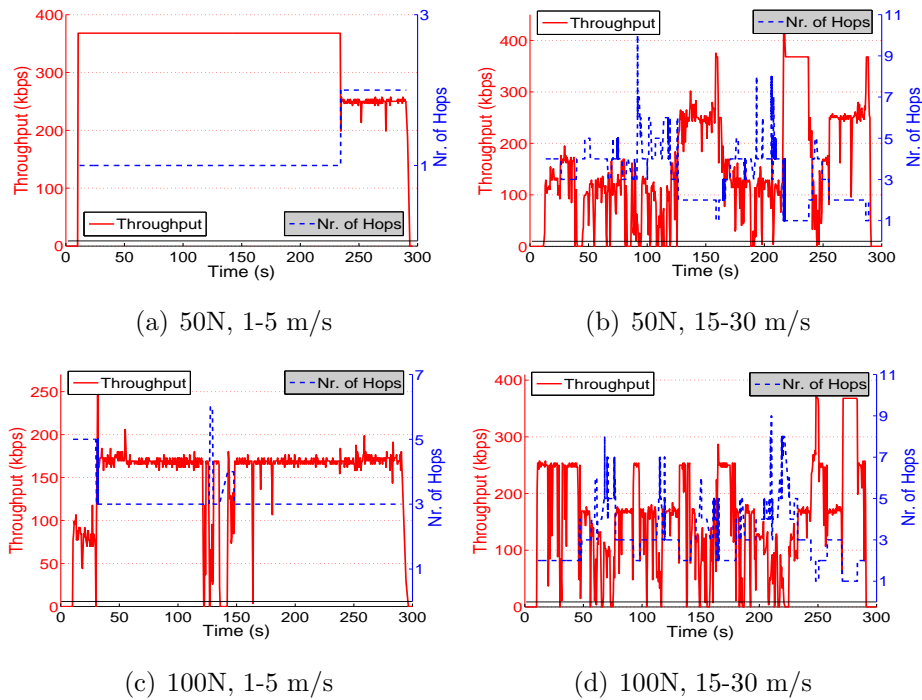 400
3
300
200
100
0
1
Throughput (kbps)
Nr. of Hops
Throughput
Nr. of Hops
0 50 100 150 200 250 300
Time (s)
(a) 50N, 1-5 m/s
400
300
200
100
0
11
9
7
5
3
1
Throughput (kbps)
Nr. of Hops
Throughput
Nr. of Hops
0 50 100 150 200 250 300
Time (s)
(b) 50N, 15-30 m/s
250
200
150
100
50
0
7
5
3
1
Throughput (kbps)
Nr. of Hops
Throughput
Nr. of Hops
0 50 100 150 200 250 300
Time (s)
(c) 100N, 1-5 m/s
400
300
200
100
0
11
9
7
5
3
1
Throughput (kbps)
Nr. of Hops
Throughput
Nr. of Hops
0 50 100 150 200 250 300
Time (s)
(d) 100N, 15-30 m/s